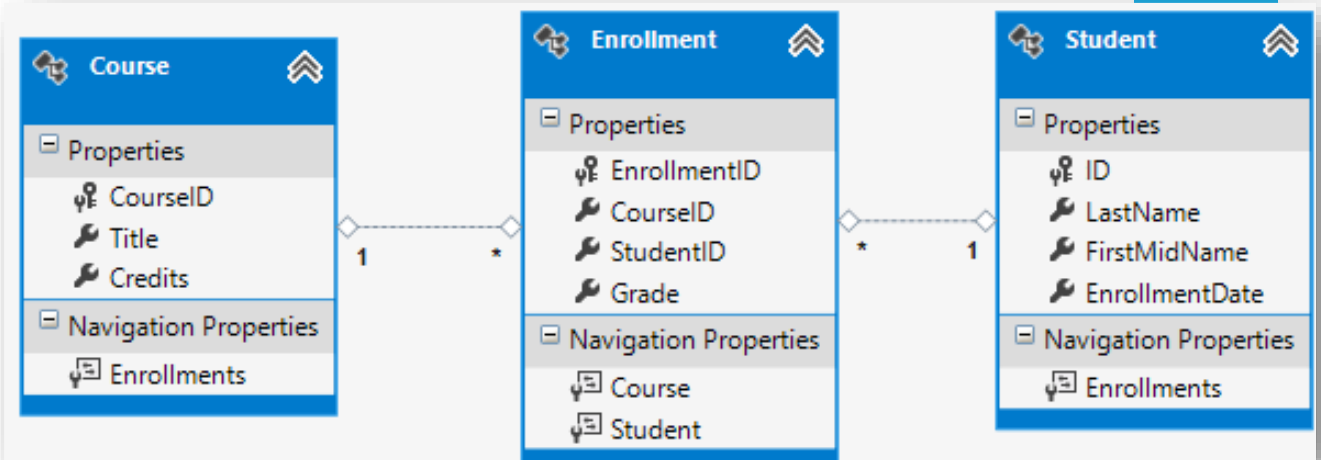 Course
Properties
CourseID
Title
Credits
Navigation Properties
Enrollments
1
*
Enrollment
Properties
EnrollmentID
CourseID
StudentID
Grade
Navigation Properties
Course
Student
*
1
Student
Properties
ID
LastName
FirstMidName
EnrollmentDate
Navigation Properties
Enrollments